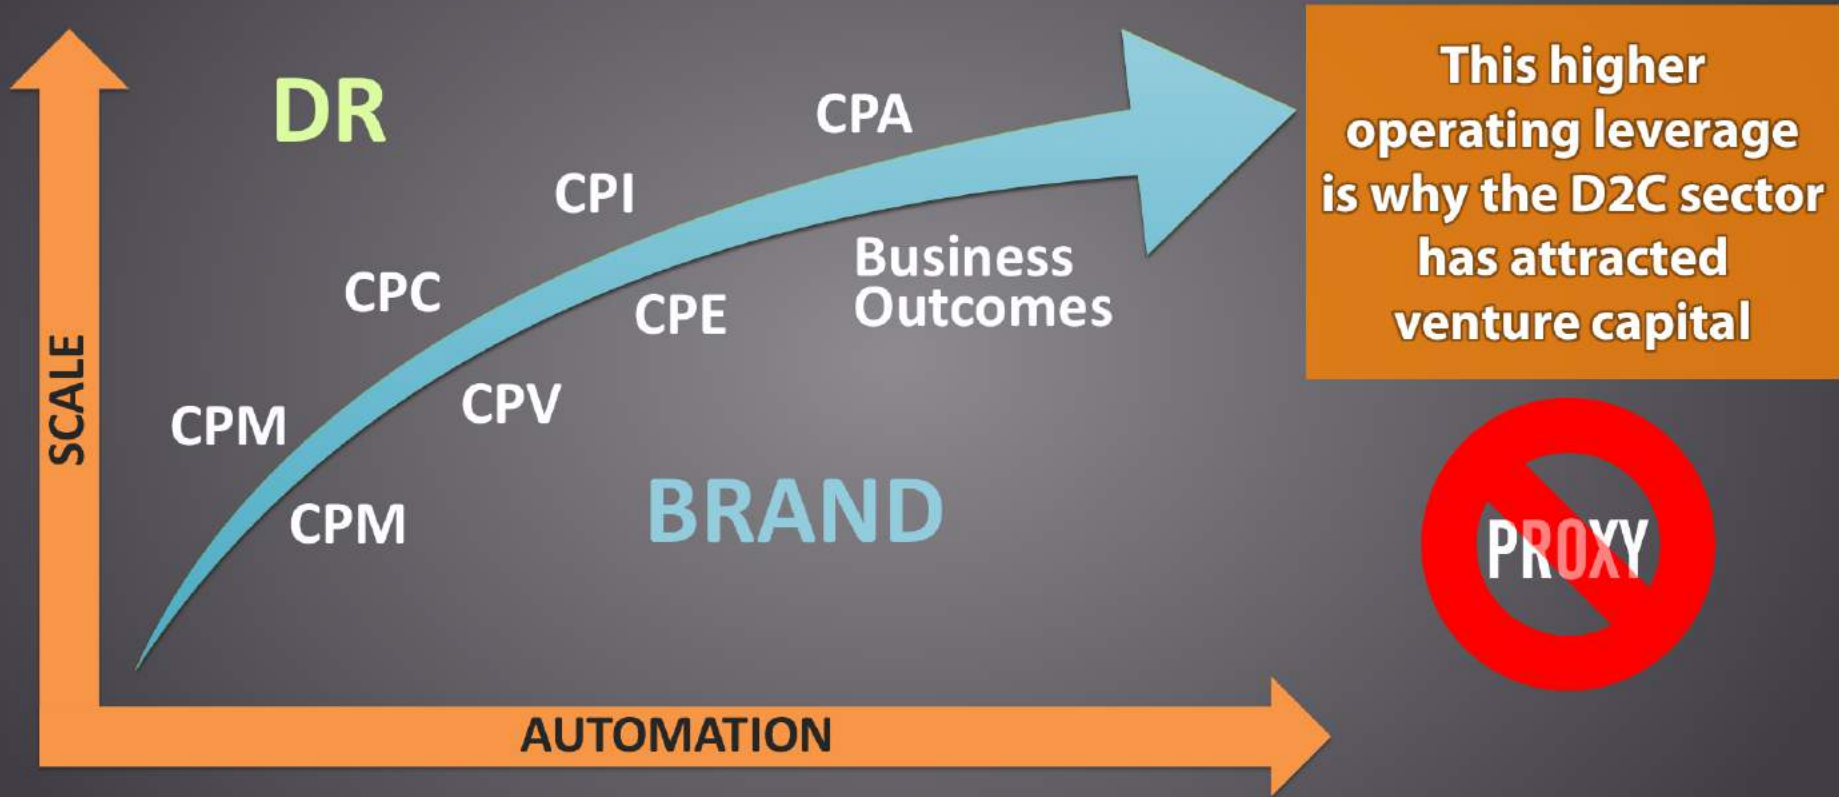 DR
CPA
CPI
CPC
CPM
CPM
CPV
CPE
Business
Outcomes
BRAND
SCALE
AUTOMATION
This higher
operating leverage
is why the D2C sector
has attracted
venture capital
PROXY